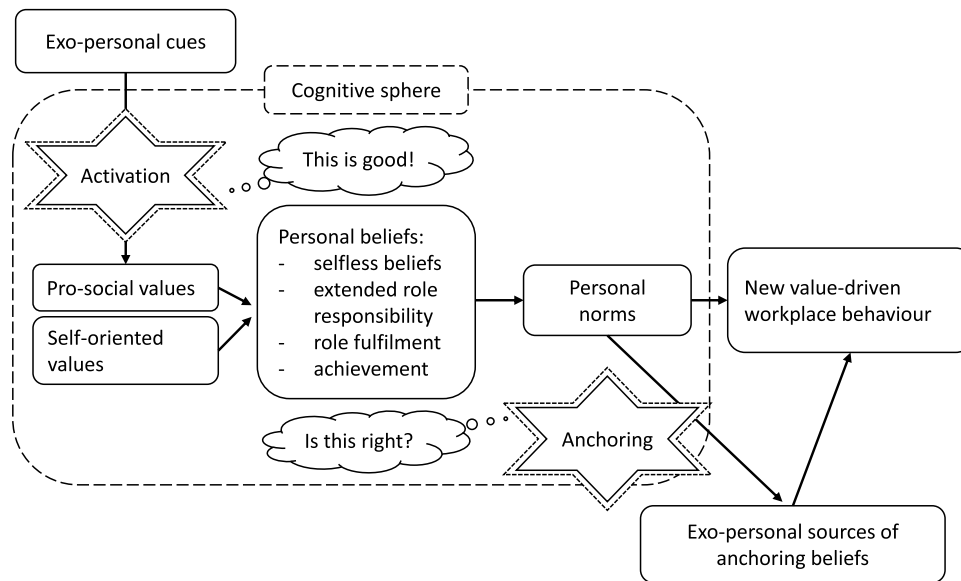 Exo-personal cues
Cognitive sphere
This is good!
Activation
Personal beliefs:
- selfless beliefs
- extended role
responsibility
- role fulfilment
- achievement
Pro-social values
Self-oriented
values
Personal
norms
New value-driven
workplace behaviour
Is this right?
Anchoring
Exo-personal sources of
anchoring beliefs